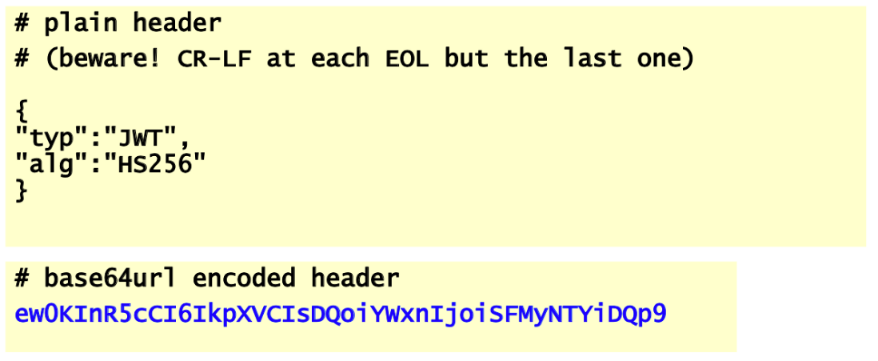 # plain header
# (beware! CR-LF at each EOL but the last one)
{
"typ":"JWT",
"alg":"HS256"
}
# base64url encoded header
ew0KInR5cCI6IkpXVCIsDQoiYWxnIjoiSFMyNTYiDQp9